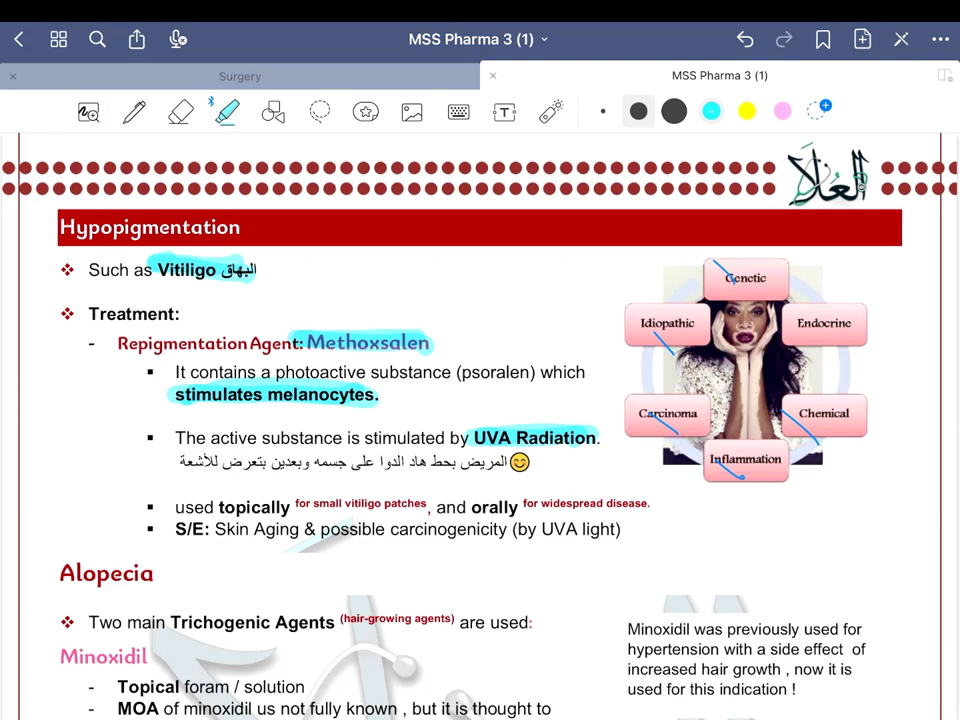 MSS Pharma 3 (1)
Surgery
MSS Pharma 3 (1)
العلا
Hypopigmentation
Such as Vitiligo البهاق
Treatment:
- Repigmentation Agent: Methoxsalen
It contains a photoactive substance (psoralen) which
stimulates melanocytes.
The active substance is stimulated by UVA Radiation.
المريض بحط هاد الدوا على جسمه وبعدين بتعرض للأشعة😊
used topically for small vitiligo patches, and orally for widespread disease.
S/E: Skin Aging & possible carcinogenicity (by UVA light)
Genetic
Idiopathic
Endocrine
Carcinoma
Chemical
Inflammation
Alopecia
Two main Trichogenic Agents (hair-growing agents) are used:
Minoxidil
- Topical foram / solution
- MOA of minoxidil us not fully known , but it is thought to
Minoxidil was previously used for
hypertension with a side effect of
increased hair growth , now it is
used for this indication !